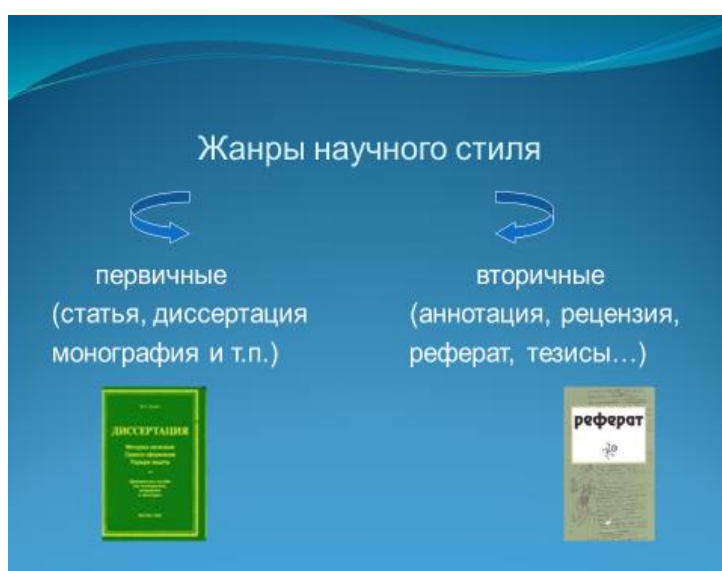 Жанры научного стиля
первичные
(статья, диссертация
монография и т.п.)
вторичные
(аннотация, рецензия,
реферат, тезисы...)
ДИССЕРТАЦИЯ
реферат